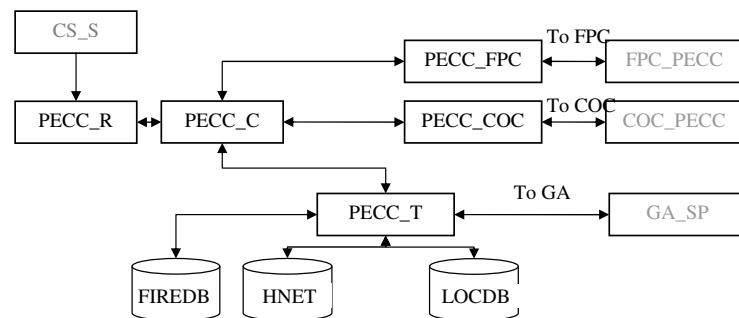 CS_S
To FPC
PECC_FPC
FPC_PECC
To COC
PECC_R
PECC_C
PECC_COC
COC_PECC
To GA
PECC_T
GA_SP
FIREDB
HNET
LOCDB